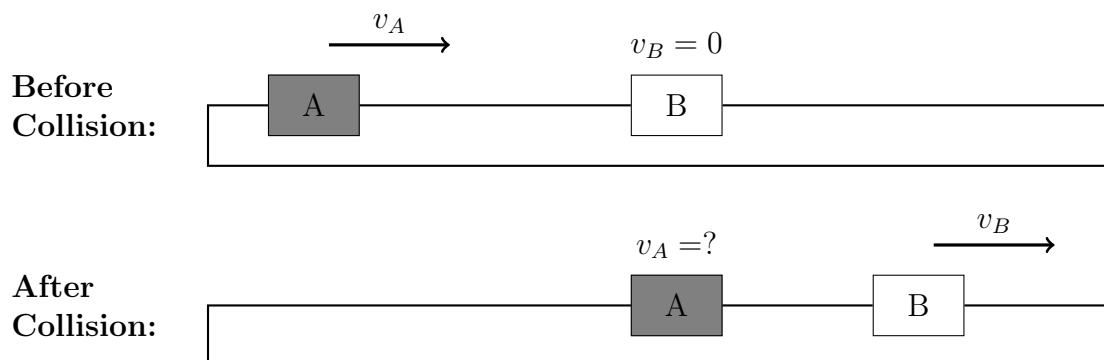 v_A
v_B = 0
Before
Collision:
A
B
v_B
v_A =?
After
Collision:
A
B